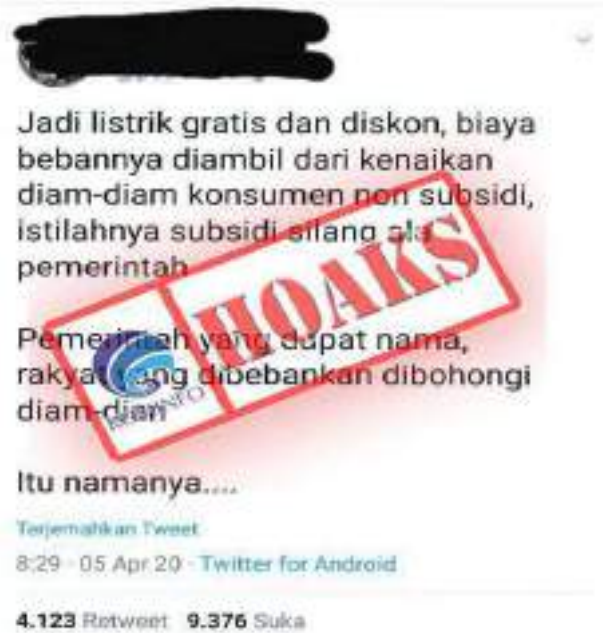 Jadi listrik gratis dan diskon, biaya
bebannya diambil dari kenaikan
diam-diam konsumen non subsidi,
istilahnya subsidi silang ala
pemerintah
HOAKS
Pemerintah yang dapat nama,
rakyat yang dibebankan dibohongi
diam-diam
KOMINFO
Itu namanya....
Terjemahkan Tweet
8:29 · 05 Apr 20 · Twitter for Android
4.123 Retweet 9.376 Suka